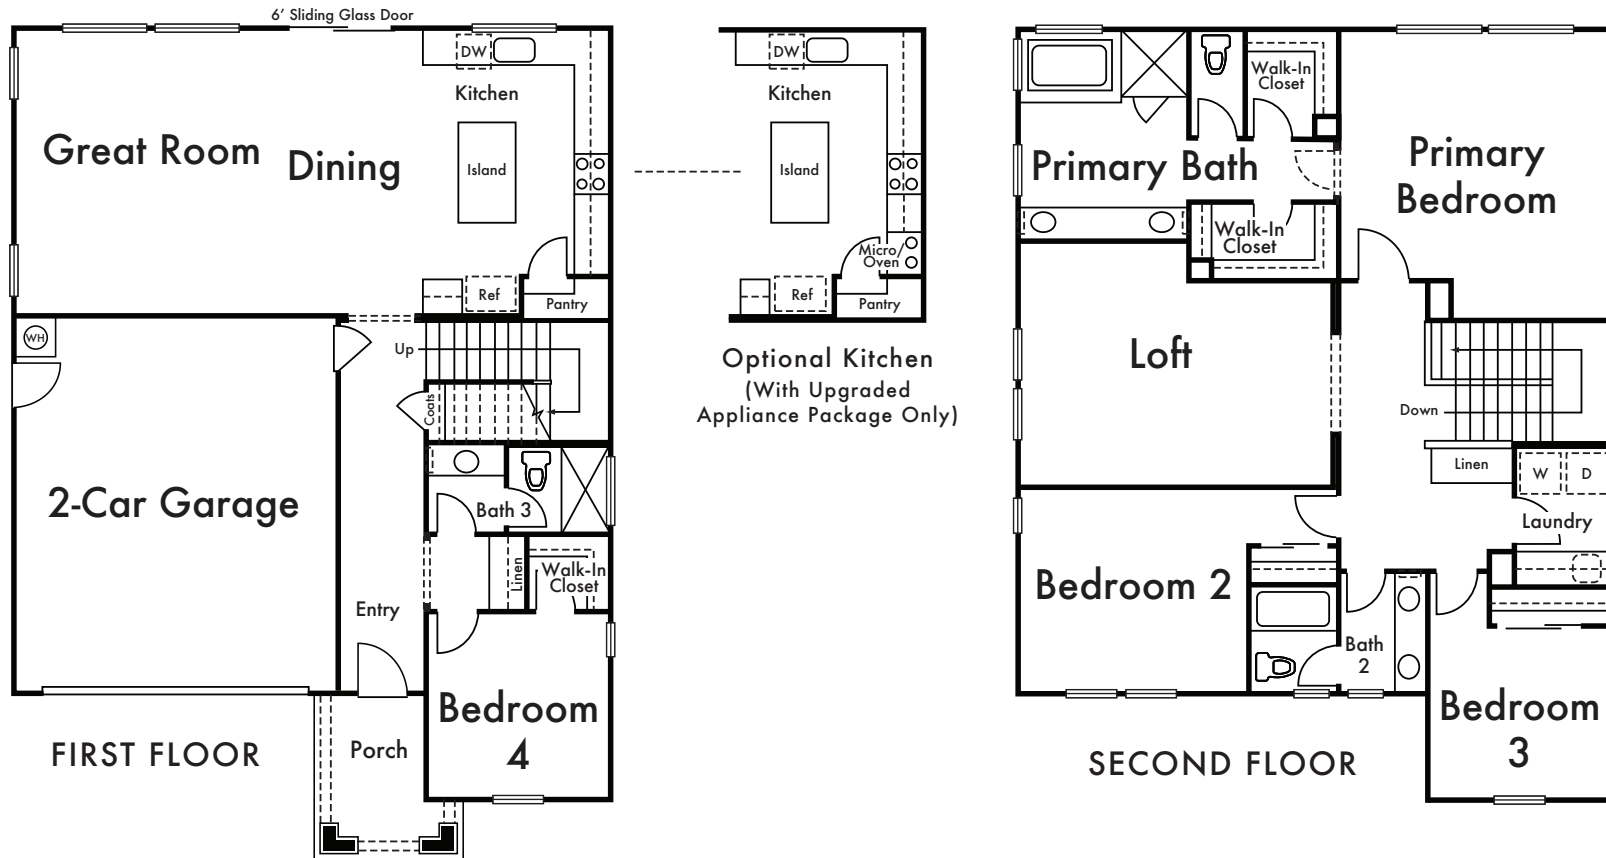 6' Sliding Glass Door
DW
Kitchen
Great Room
Dining
Island
Ref
Pantry
WH
Up
Coats
2-Car Garage
Bath 3
Linen
Walk-In
Closet
Entry
Bedroom
4
Porch
FIRST FLOOR
DW
Kitchen
Island
Micro/
Oven
Ref
Pantry
Optional Kitchen
(With Upgraded
Appliance Package Only)
Walk-In
Closet
Primary Bath
Primary
Bedroom
Walk-In
Closet
Loft
Down
Linen
W
D
Laundry
Bedroom 2
Bath
2
Bedroom
3
SECOND FLOOR